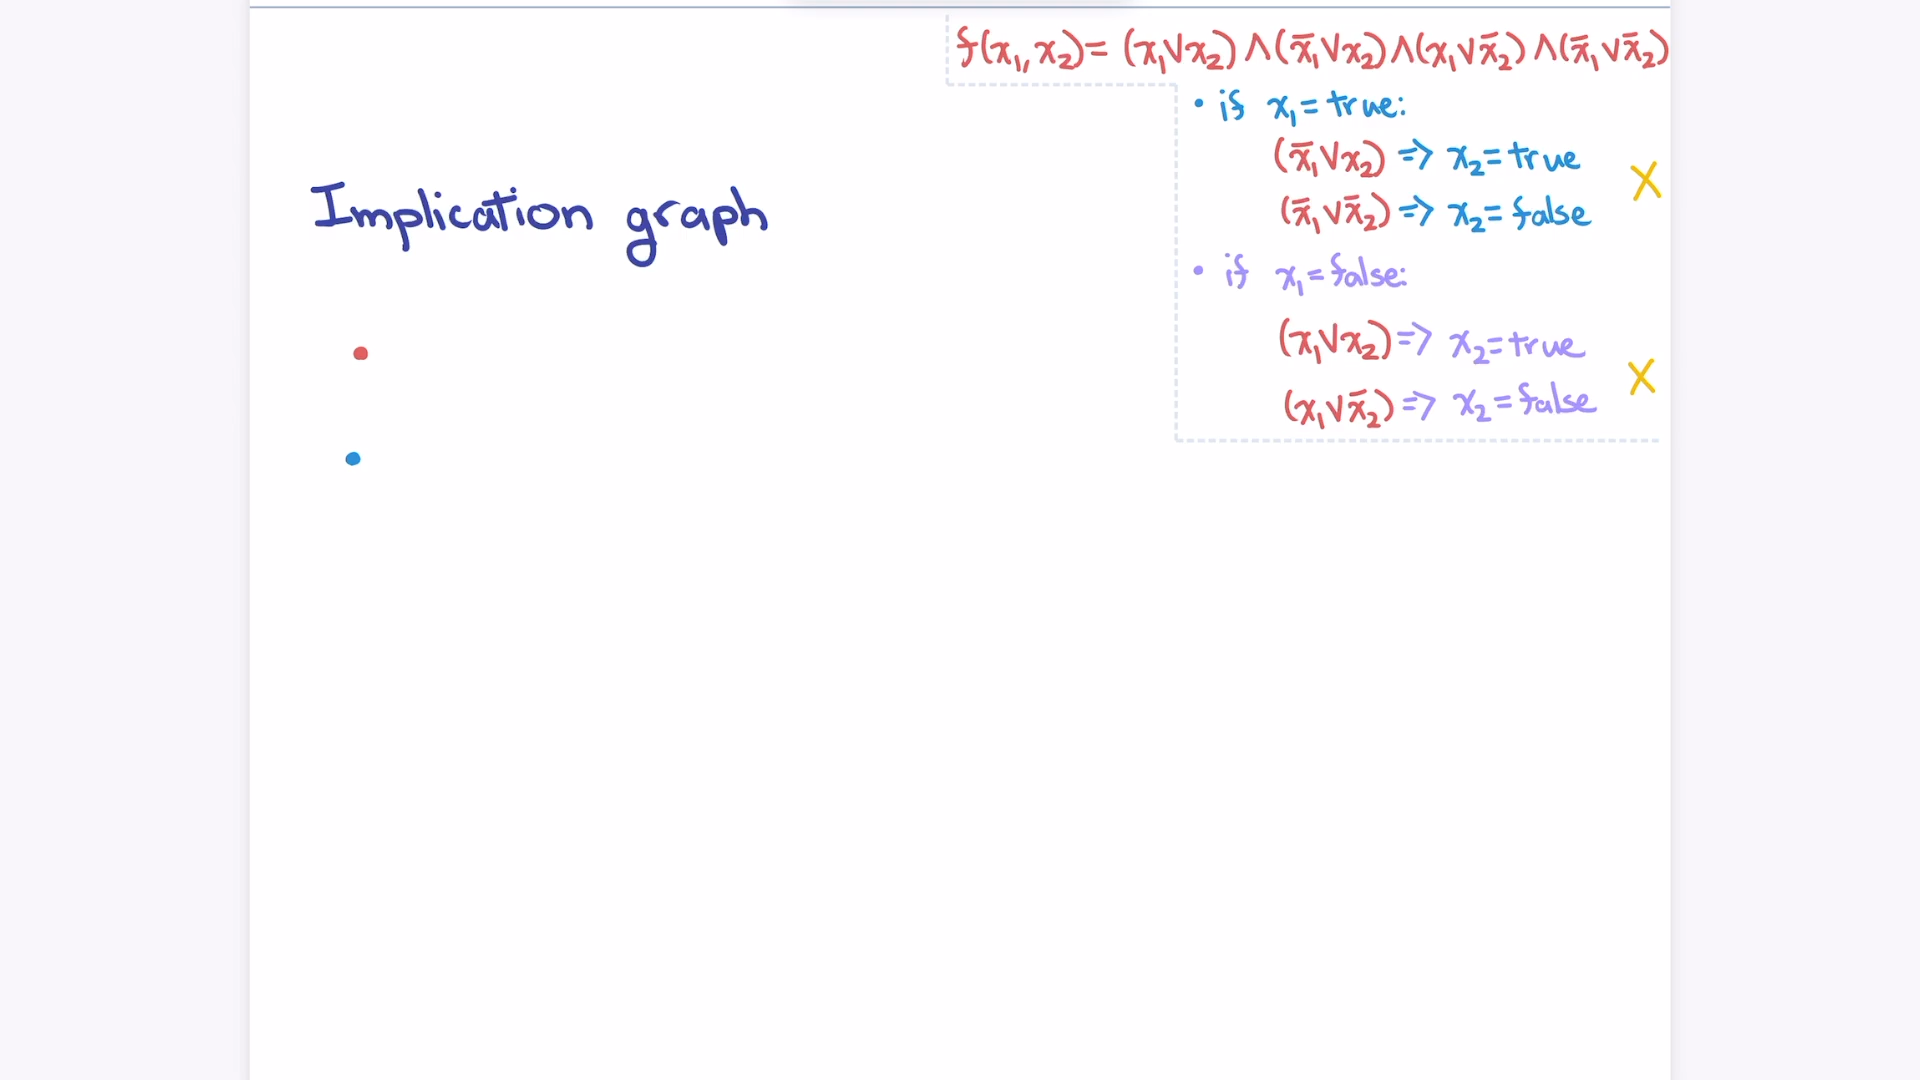 f(x₁, x₂) = (x₁ ∨ x₂) ∧ (x̄₁ ∨ x₂) ∧ (x₁ ∨ x̄₂) ∧ (x̄₁ ∨ x̄₂)
• if x₁ = true:
(x̄₁ ∨ x₂) => x₂ = true
(x̄₁ ∨ x̄₂) => x₂ = false
X
• if x₁ = false:
(x₁ ∨ x₂) => x₂ = true
(x₁ ∨ x̄₂) => x₂ = false
X
Implication graph
•
•